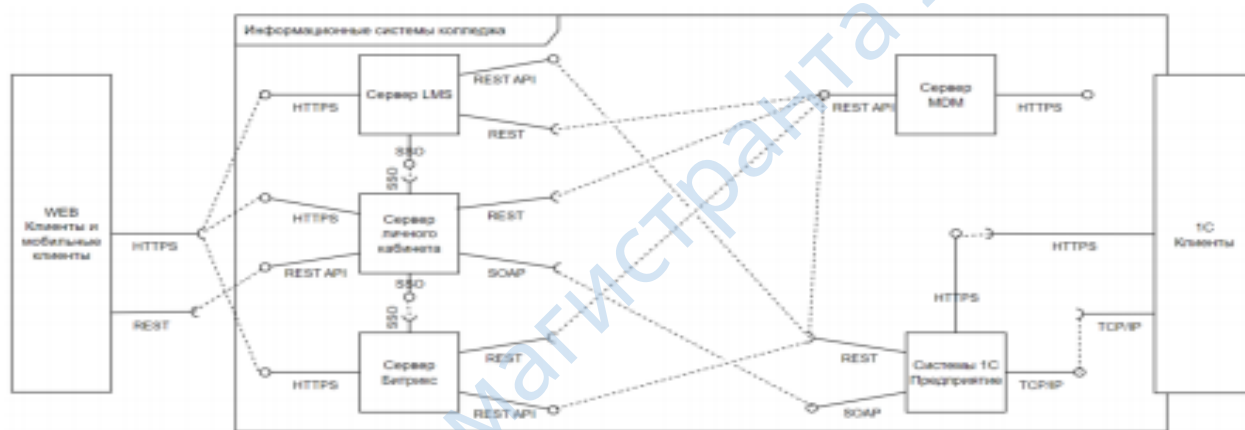 Информационные системы колледжа
WEB
Клиенты и
мобильные
клиенты
HTTPS
REST
HTTPS
Сервер LMS
REST API
REST
SSO
SSO
HTTPS
REST API
Сервер
личного
кабинета
REST
SOAP
SSO
SSO
HTTPS
Сервер
Битрикс
REST
REST API
REST API
Сервер
MDM
HTTPS
HTTPS
HTTPS
REST
SOAP
Системы 1С
Предприятие
TCP/IP
TCP/IP
1С
Клиенты
магистранта